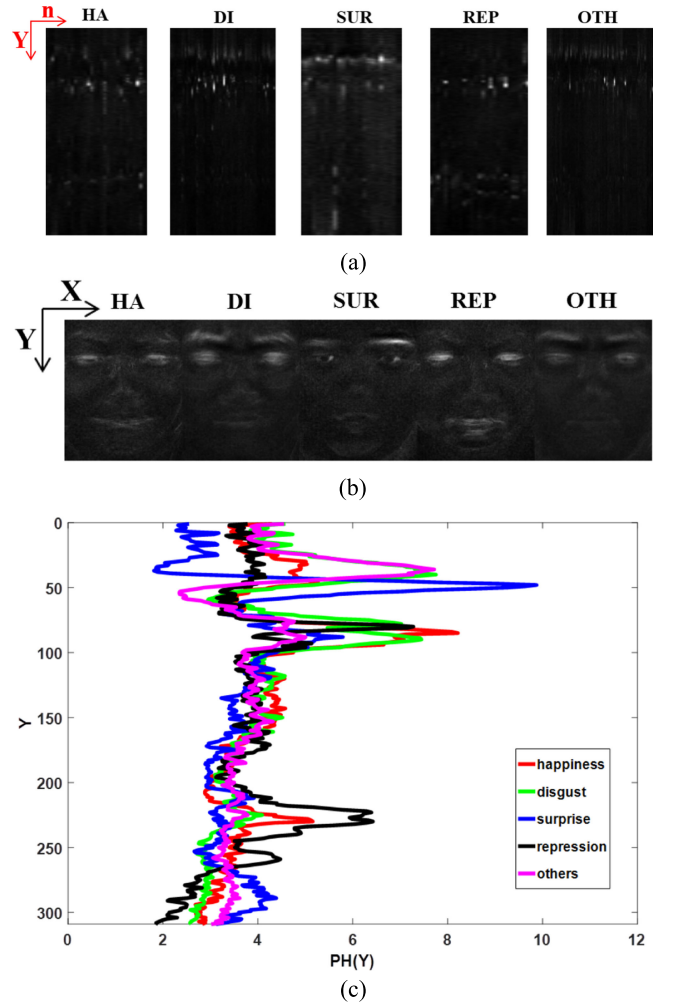 n HA DI SUR REP OTH
Y
(a)
X HA DI SUR REP OTH
Y
(b)
0
50
100
150
200
250
300
Y
happiness
disgust
surprise
repression
others
0 2 4 6 8 10 12
PH(Y)
(c)